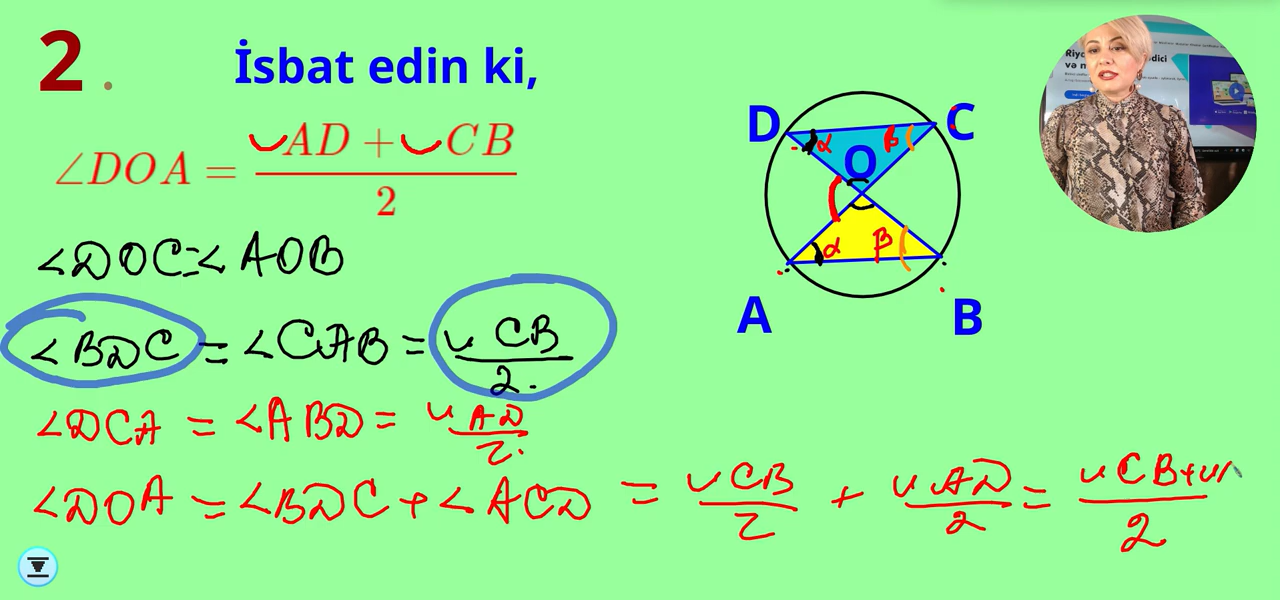 2. İsbat edin ki,
∠DOA = (◡AD + ◡CB)/2
∠DOC = ∠AOB
∠BDC = ∠CAB = ◡CB/2.
∠DCA = ∠ABD = ◡AD/2.
∠DOA = ∠BDC + ∠ACD = ◡CB/2 + ◡AD/2 = (◡CB+◡A)/2
D α β C
O
α β
A B